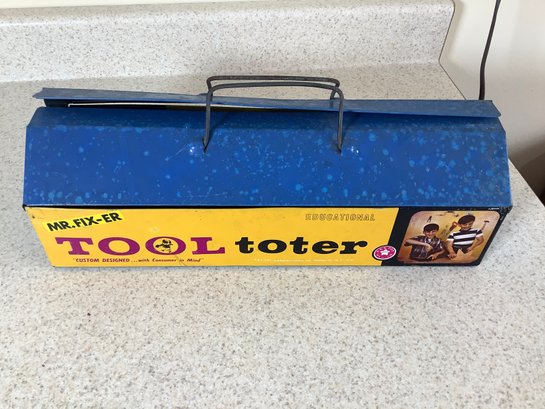 MR. FIX-ER
EDUCATIONAL
TOOL toter
"CUSTOM DESIGNED...with Consumer in Mind"